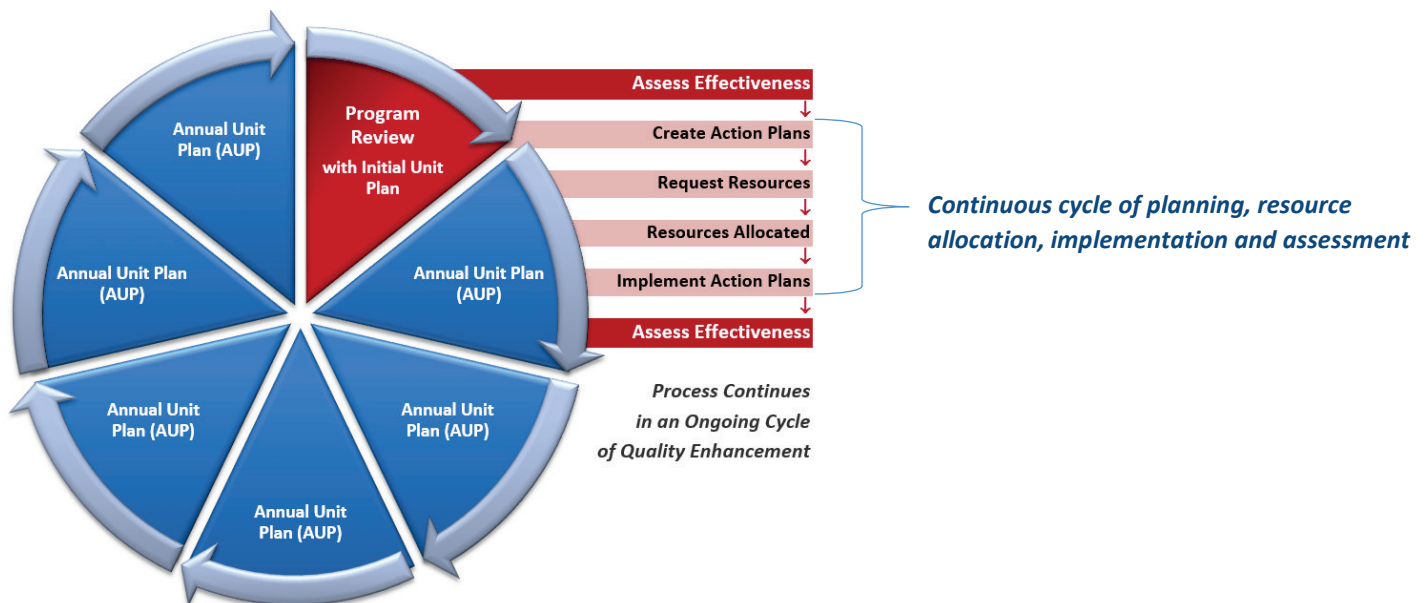 Program
Review
with Initial Unit
Plan
Annual Unit Plan
(AUP)
Annual Unit
Plan (AUP)
Annual Unit
Plan (AUP)
Annual Unit
Plan (AUP)
Annual Unit Plan
(AUP)
Annual Unit
Plan (AUP)
Assess Effectiveness
↓
Create Action Plans
↓
Request Resources
↓
Resources Allocated
↓
Implement Action Plans
↓
Assess Effectiveness
Process Continues
in an Ongoing Cycle
of Quality Enhancement
Continuous cycle of planning, resource
allocation, implementation and assessment